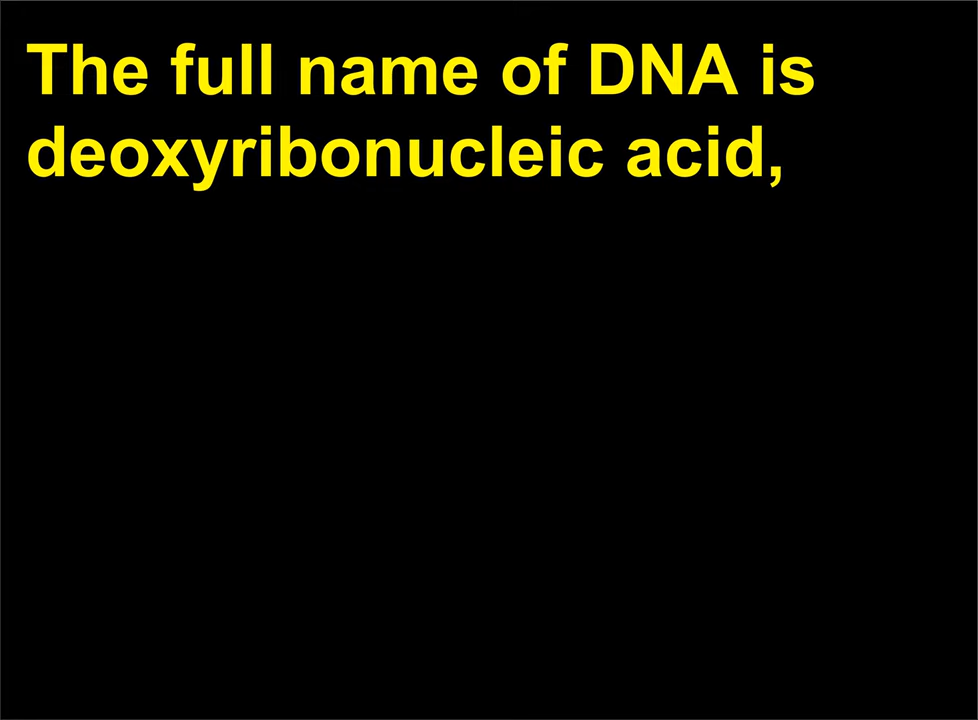 The full name of DNA is
deoxyribonucleic acid,